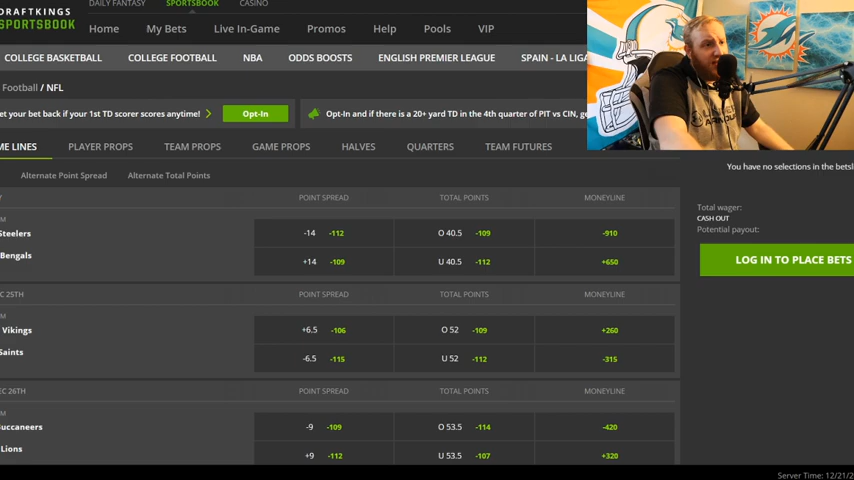 DRAFTKINGS
SPORTSBOOK
DAILY FANTASY SPORTSBOOK CASINO
Home My Bets Live In-Game Promos Help Pools VIP
COLLEGE BASKETBALL COLLEGE FOOTBALL NBA ODDS BOOSTS ENGLISH PREMIER LEAGUE SPAIN - LA LIGA
Football / NFL
et your bet back if your 1st TD scorer scores anytime! Opt-In Opt-in and if there is a 20+ yard TD in the 4th quarter of PIT vs CIN, ge
ME LINES PLAYER PROPS TEAM PROPS GAME PROPS HALVES QUARTERS TEAM FUTURES
Alternate Point Spread Alternate Total Points
You have no selections in the betsl
Y POINT SPREAD TOTAL POINTS MONEYLINE
M
Steelers -14 -112 O 40.5 -109 -910
Bengals +14 -109 U 40.5 -112 +650
Total wager:
CASH OUT
Potential payout:
LOG IN TO PLACE BETS
C 25TH POINT SPREAD TOTAL POINTS MONEYLINE
M
Vikings +6.5 -106 O 52 -109 +260
Saints -6.5 -115 U 52 -112 -315
EC 26TH POINT SPREAD TOTAL POINTS MONEYLINE
M
uccaneers -9 -109 O 53.5 -114 -420
Lions +9 -112 U 53.5 -107 +320
Server Time: 12/21/2